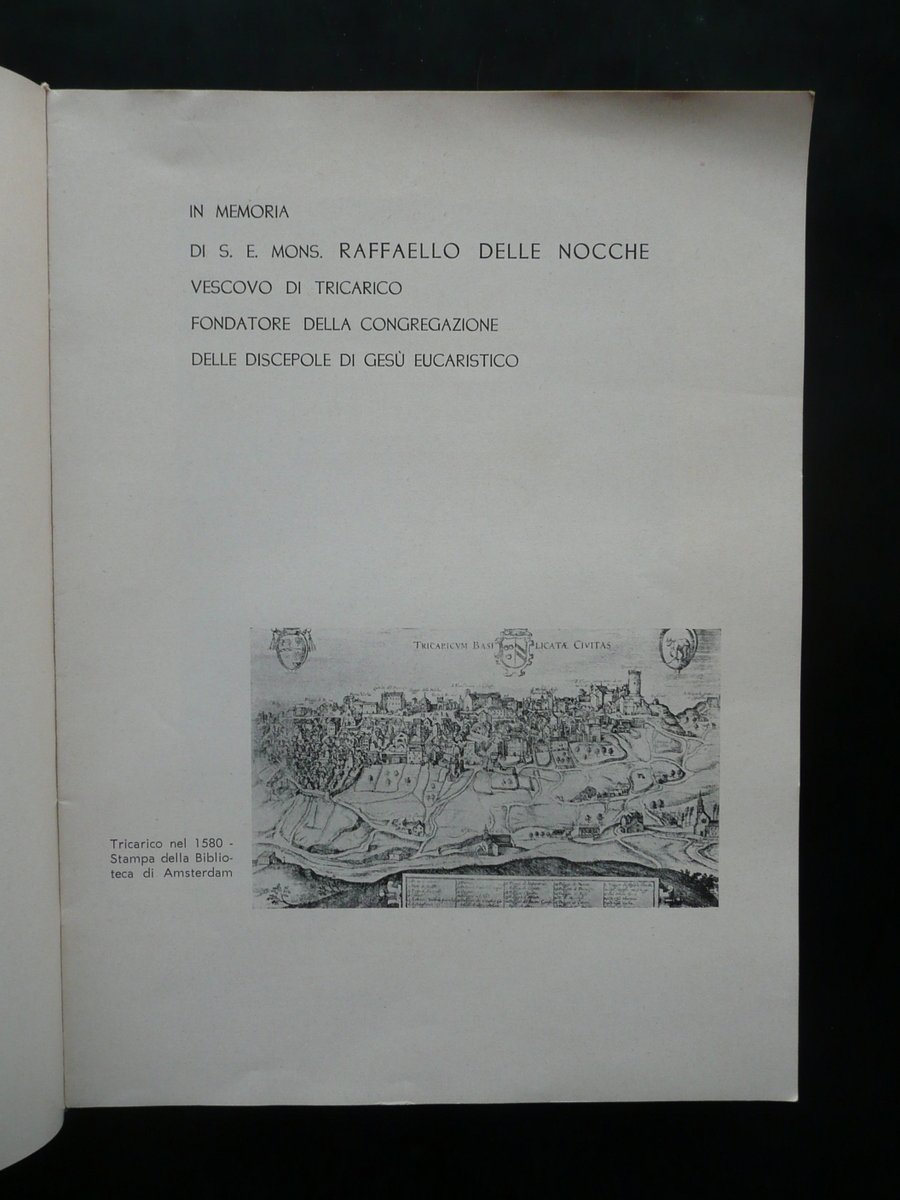 IN MEMORIA
DI S. E. MONS. RAFFAELLO DELLE NOCCHE
VESCOVO DI TRICARICO
FONDATORE DELLA CONGREGAZIONE
DELLE DISCEPOLE DI GESÙ EUCARISTICO
TRICARICVM BASILICATÆ CIVITAS
Tricarico nel 1580 -
Stampa della Biblio-
teca di Amsterdam